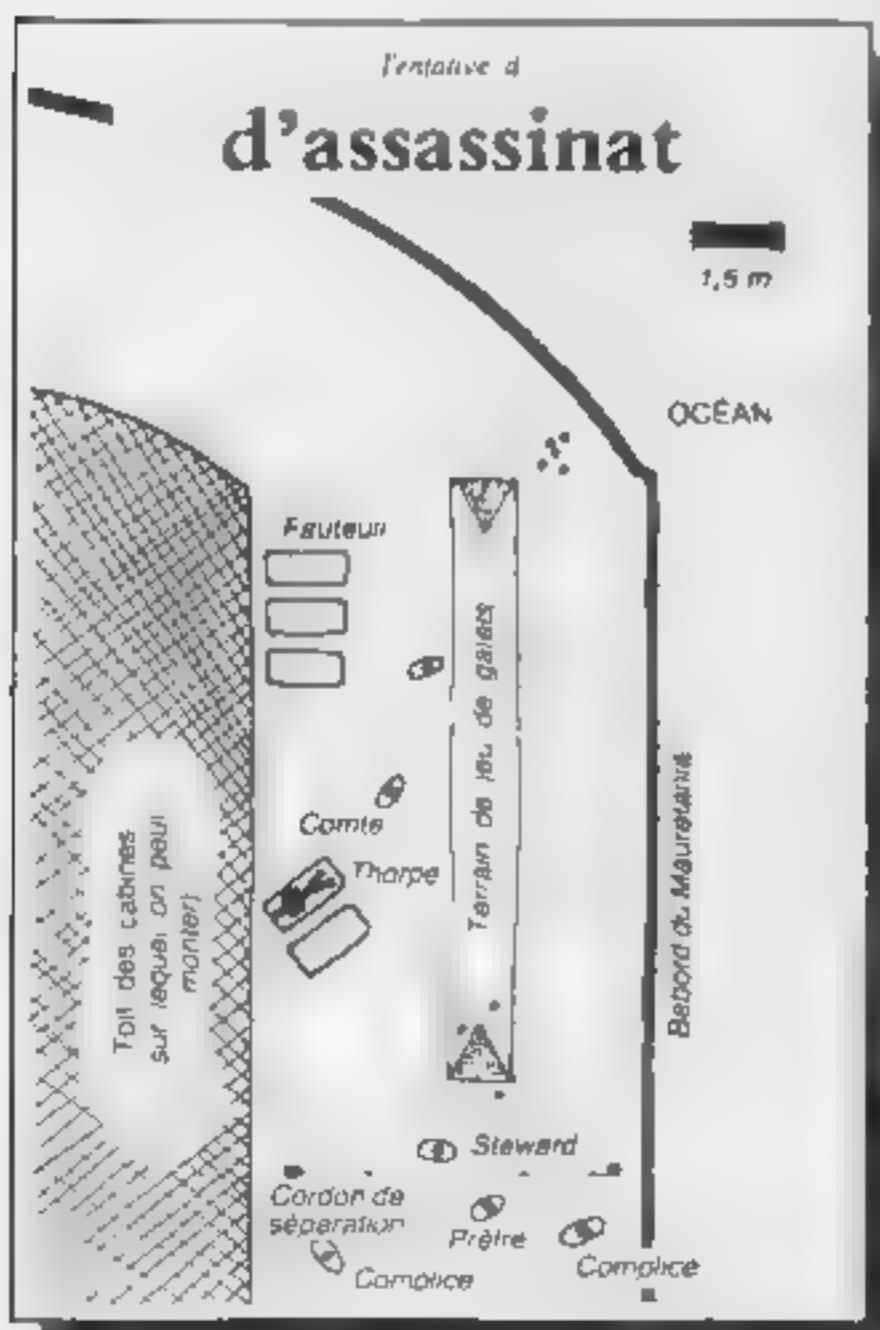 Tentative d
d'assassinat
1,5 m
OCÉAN
Fauteuil
Terrain de jeu de galets
Comte
Thorpe
Toit des cabines
sur lequel on peut
monter)
Bebord du Mauretania
Steward
Cordon de
séparation
Prêtre
Complice
Complice